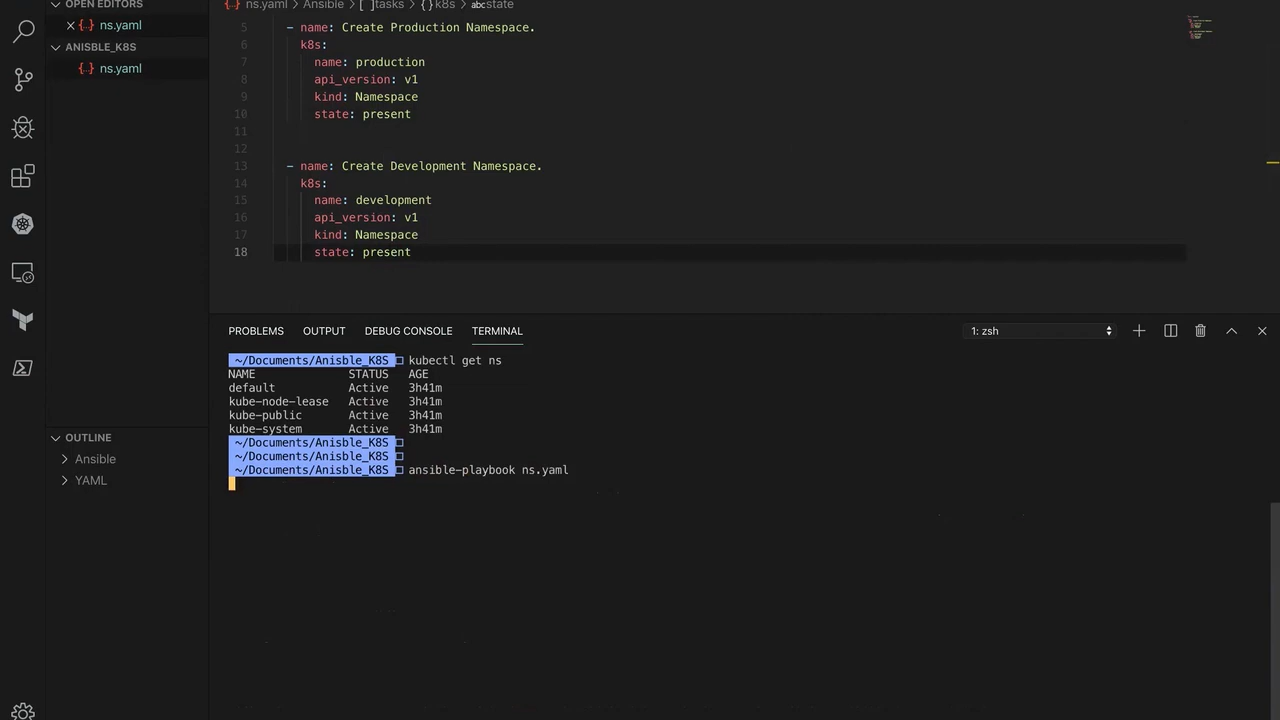 OPEN EDITORS
ns.yaml
ANISBLE_K8S
ns.yaml
OUTLINE
Ansible
YAML
ns.yaml > Ansible > [ ]tasks > {}k8s > abcstate
5 - name: Create Production Namespace.
6 k8s:
7 name: production
8 api_version: v1
9 kind: Namespace
10 state: present
11
12
13 - name: Create Development Namespace.
14 k8s:
15 name: development
16 api_version: v1
17 kind: Namespace
18 state: present
PROBLEMS OUTPUT DEBUG CONSOLE TERMINAL 1: zsh
~/Documents/Anisble_K8S kubectl get ns
NAME STATUS AGE
default Active 3h41m
kube-node-lease Active 3h41m
kube-public Active 3h41m
kube-system Active 3h41m
~/Documents/Anisble_K8S
~/Documents/Anisble_K8S
~/Documents/Anisble_K8S ansible-playbook ns.yaml